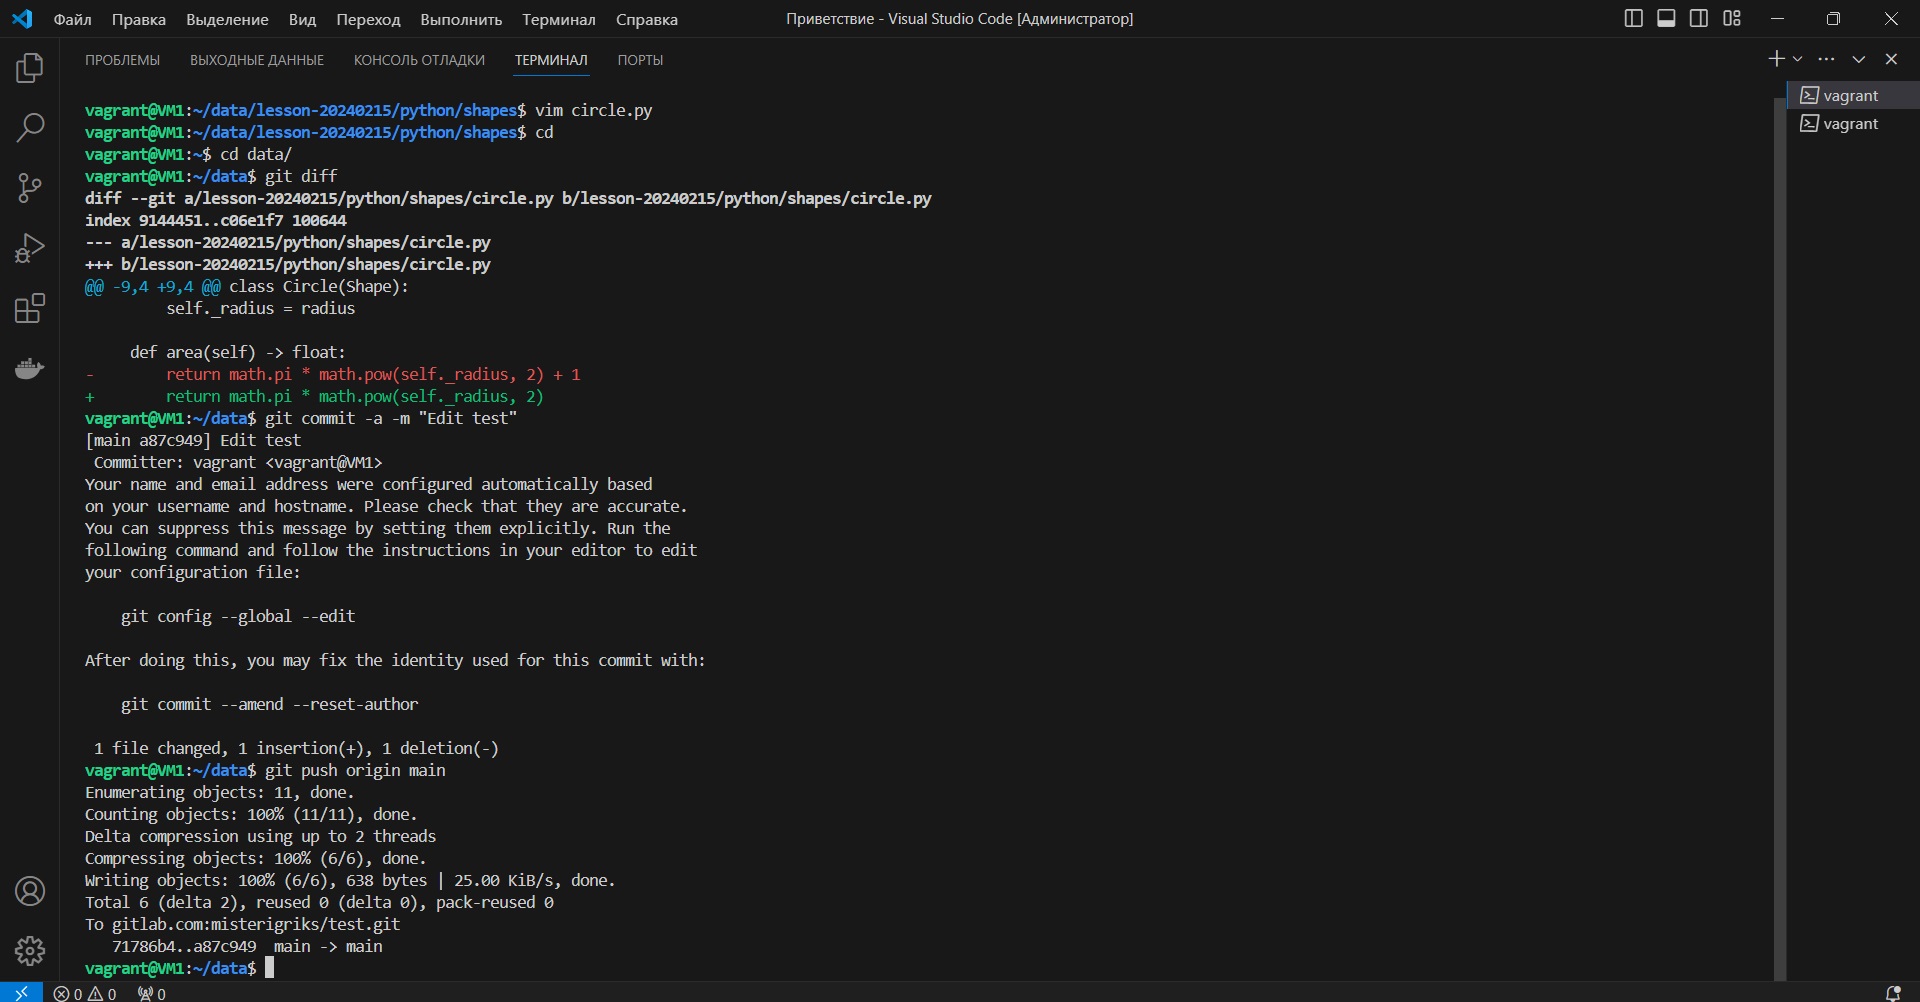 Файл Правка Выделение Вид Переход Выполнить Терминал Справка
Приветствие - Visual Studio Code [Администратор]
ПРОБЛЕМЫ ВЫХОДНЫЕ ДАННЫЕ КОНСОЛЬ ОТЛАДКИ ТЕРМИНАЛ ПОРТЫ
vagrant
vagrant
vagrant@VM1:~/data/lesson-20240215/python/shapes$ vim circle.py
vagrant@VM1:~/data/lesson-20240215/python/shapes$ cd
vagrant@VM1:~$ cd data/
vagrant@VM1:~/data$ git diff
diff --git a/lesson-20240215/python/shapes/circle.py b/lesson-20240215/python/shapes/circle.py
index 9144451..c06e1f7 100644
--- a/lesson-20240215/python/shapes/circle.py
+++ b/lesson-20240215/python/shapes/circle.py
@@ -9,4 +9,4 @@ class Circle(Shape):
         self._radius = radius
     def area(self) -> float:
-        return math.pi * math.pow(self._radius, 2) + 1
+        return math.pi * math.pow(self._radius, 2)
vagrant@VM1:~/data$ git commit -a -m "Edit test"
[main a87c949] Edit test
 Committer: vagrant <vagrant@VM1>
Your name and email address were configured automatically based
on your username and hostname. Please check that they are accurate.
You can suppress this message by setting them explicitly. Run the
following command and follow the instructions in your editor to edit
your configuration file:
    git config --global --edit
After doing this, you may fix the identity used for this commit with:
    git commit --amend --reset-author
 1 file changed, 1 insertion(+), 1 deletion(-)
vagrant@VM1:~/data$ git push origin main
Enumerating objects: 11, done.
Counting objects: 100% (11/11), done.
Delta compression using up to 2 threads
Compressing objects: 100% (6/6), done.
Writing objects: 100% (6/6), 638 bytes | 25.00 KiB/s, done.
Total 6 (delta 2), reused 0 (delta 0), pack-reused 0
To gitlab.com:misterigriks/test.git
   71786b4..a87c949  main -> main
vagrant@VM1:~/data$
0 0 0